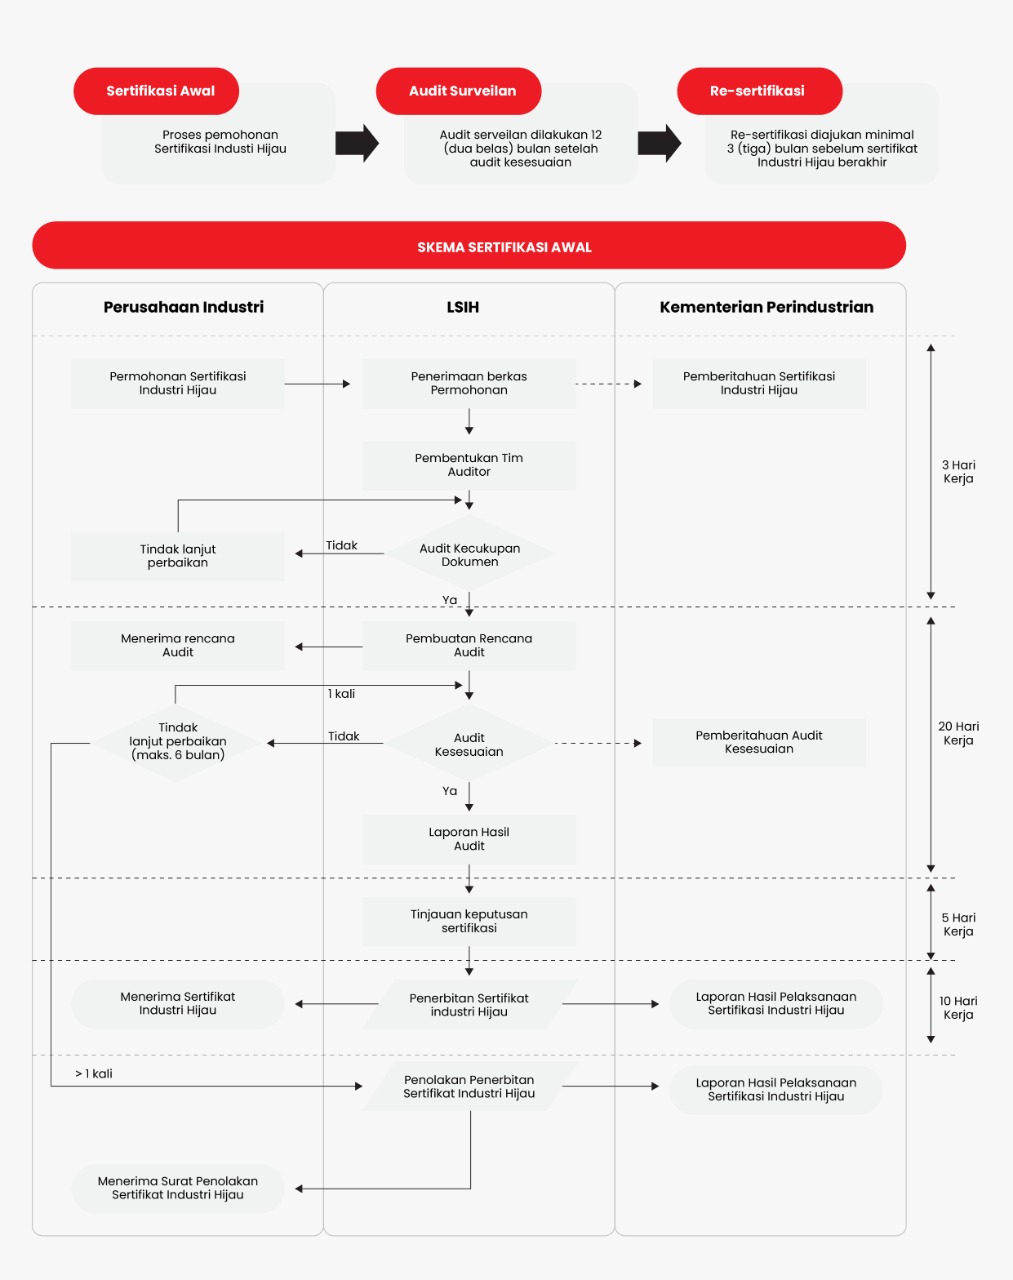 Sertifikasi Awal
Proses pemohonan
Sertifikasi Industi Hijau
Audit Surveilan
Audit serveilan dilakukan 12
(dua belas) bulan setelah
audit kesesuaian
Re-sertifikasi
Re-sertifikasi diajukan minimal
3 (tiga) bulan sebelum sertifikat
Industri Hijau berakhir
SKEMA SERTIFIKASI AWAL
Perusahaan Industri
LSIH
Kementerian Perindustrian
Permohonan Sertifikasi
Industri Hijau
Penerimaan berkas
Permohonan
Pemberitahuan Sertifikasi
Industri Hijau
Pembentukan Tim
Auditor
3 Hari
Kerja
Tindak lanjut
perbaikan
Tidak
Audit Kecukupan
Dokumen
Ya
Menerima rencana
Audit
Pembuatan Rencana
Audit
1 kali
Tindak
lanjut perbaikan
(maks. 6 bulan)
Tidak
Audit
Kesesuaian
Pemberitahuan Audit
Kesesuaian
20 Hari
Kerja
Ya
Laporan Hasil
Audit
Tinjauan keputusan
sertifikasi
5 Hari
Kerja
Menerima Sertifikat
Industri Hijau
Penerbitan Sertifikat
industri Hijau
Laporan Hasil Pelaksanaan
Sertifikasi Industri Hijau
10 Hari
Kerja
> 1 kali
Penolakan Penerbitan
Sertifikat Industri Hijau
Laporan Hasil Pelaksanaan
Sertifikasi Industri Hijau
Menerima Surat Penolakan
Sertifikat Industri Hijau